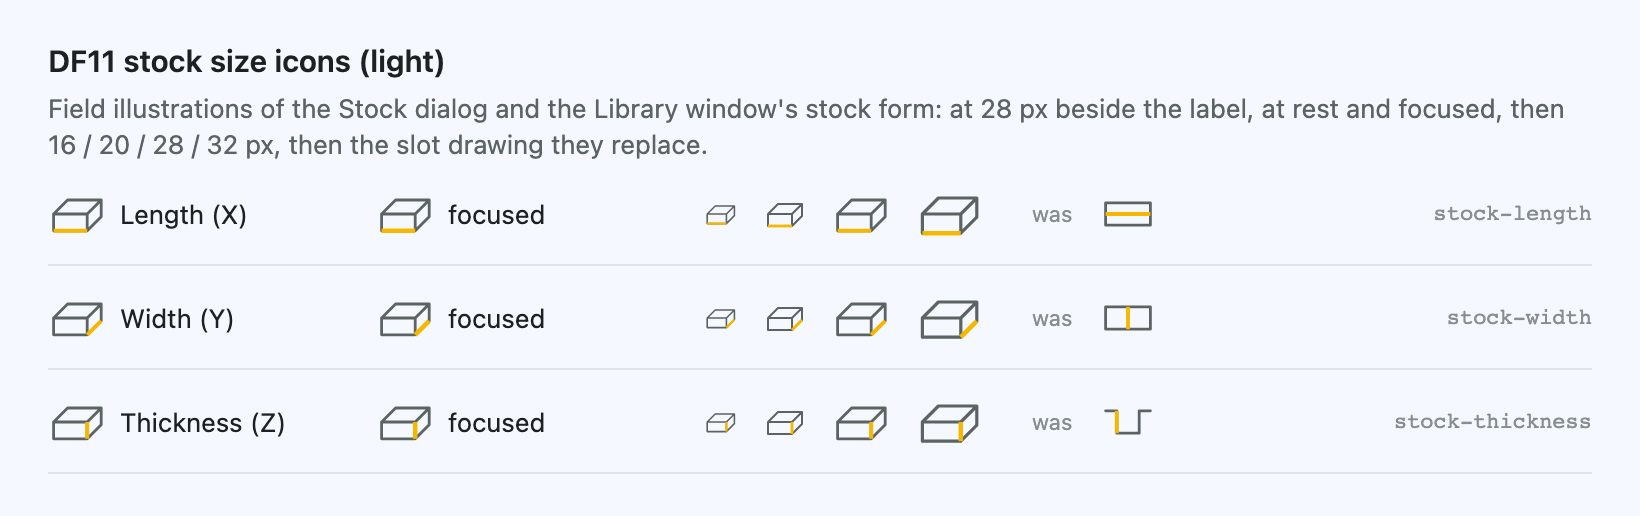 DF11 stock size icons (light)
Field illustrations of the Stock dialog and the Library window's stock form: at 28 px beside the label, at rest and focused, then
16 / 20 / 28 / 32 px, then the slot drawing they replace.
Length (X) focused was stock-length
Width (Y) focused was stock-width
Thickness (Z) focused was stock-thickness